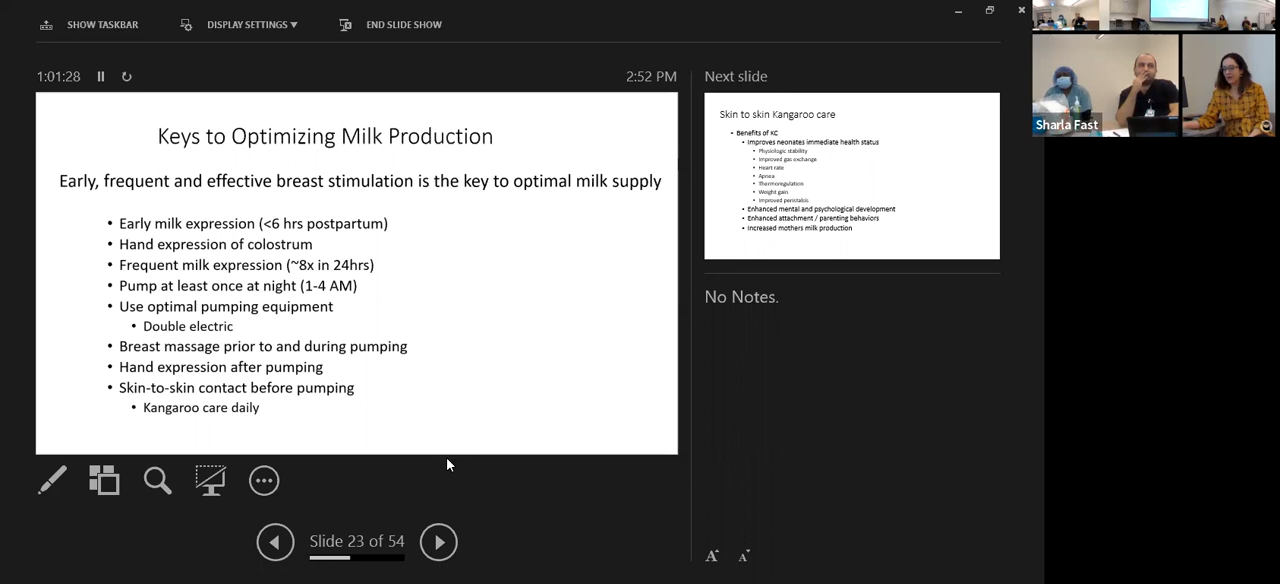 SHOW TASKBAR
DISPLAY SETTINGS ▼
END SLIDE SHOW
1:01:28
2:52 PM
Keys to Optimizing Milk Production
Early, frequent and effective breast stimulation is the key to optimal milk supply
• Early milk expression (<6 hrs postpartum)
• Hand expression of colostrum
• Frequent milk expression (~8x in 24hrs)
• Pump at least once at night (1-4 AM)
• Use optimal pumping equipment
• Double electric
• Breast massage prior to and during pumping
• Hand expression after pumping
• Skin-to-skin contact before pumping
• Kangaroo care daily
Slide 23 of 54
Next slide
Skin to skin Kangaroo care
• Benefits of KC
• Improves neonates immediate health status
• Physiologic stability
• Improved gas exchange
• Heart rate
• Apnea
• Thermoregulation
• Weight gain
• Improved peristalsis
• Enhanced mental and psychological development
• Enhanced attachment / parenting behaviors
• Increased mothers milk production
No Notes.
A A
Sharla Fast